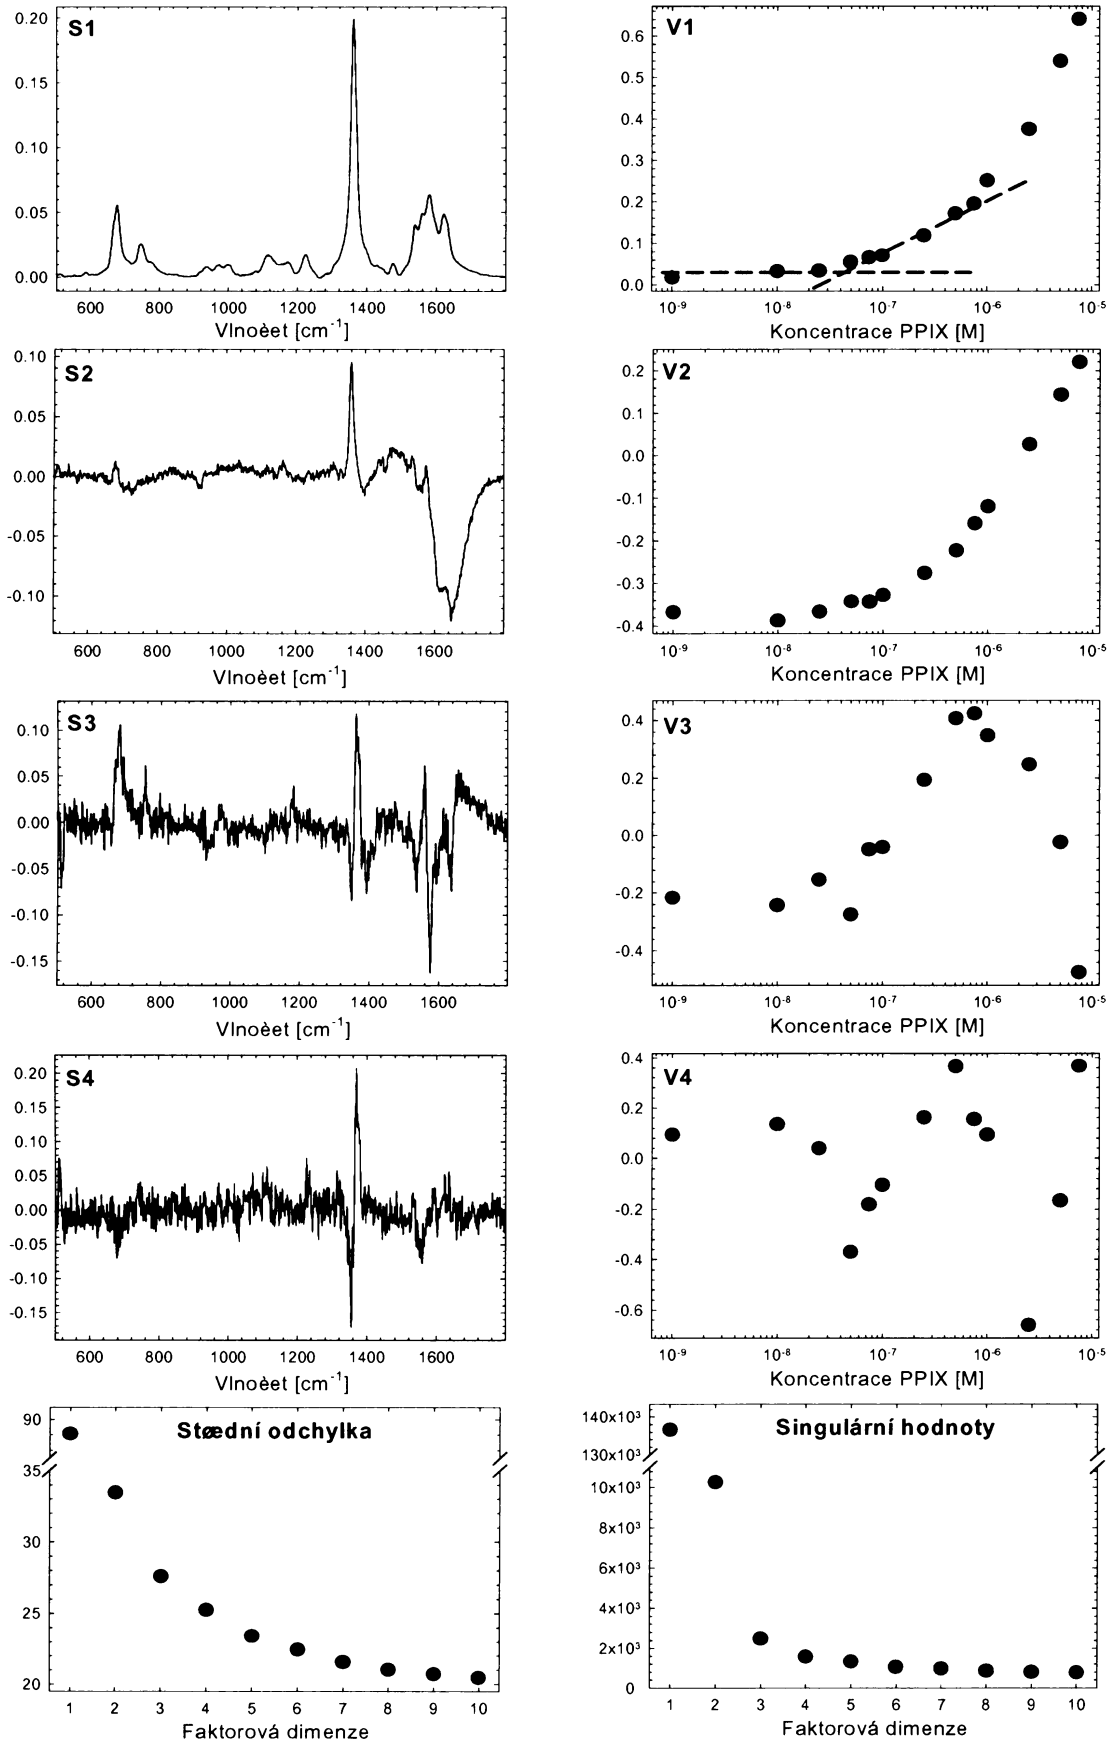 S1
0.20
0.15
0.10
0.05
0.00
600 800 1000 1200 1400 1600
Vlnoèet [cm⁻¹]
V1
0.6
0.5
0.4
0.3
0.2
0.1
0.0
10⁻⁹ 10⁻⁸ 10⁻⁷ 10⁻⁶ 10⁻⁵
Koncentrace PPIX [M]
S2
0.10
0.05
0.00
-0.05
-0.10
600 800 1000 1200 1400 1600
Vlnoèet [cm⁻¹]
V2
0.2
0.1
0.0
-0.1
-0.2
-0.3
-0.4
10⁻⁹ 10⁻⁸ 10⁻⁷ 10⁻⁶ 10⁻⁵
Koncentrace PPIX [M]
S3
0.10
0.05
0.00
-0.05
-0.10
-0.15
600 800 1000 1200 1400 1600
Vlnoèet [cm⁻¹]
V3
0.4
0.2
0.0
-0.2
-0.4
10⁻⁹ 10⁻⁸ 10⁻⁷ 10⁻⁶ 10⁻⁵
Koncentrace PPIX [M]
S4
0.20
0.15
0.10
0.05
0.00
-0.05
-0.10
-0.15
600 800 1000 1200 1400 1600
Vlnoèet [cm⁻¹]
V4
0.4
0.2
0.0
-0.2
-0.4
-0.6
10⁻⁹ 10⁻⁸ 10⁻⁷ 10⁻⁶ 10⁻⁵
Koncentrace PPIX [M]
Støední odchylka
90
35
30
25
20
1 2 3 4 5 6 7 8 9 10
Faktorová dimenze
Singulární hodnoty
140x10³
130x10³
10x10³
8x10³
6x10³
4x10³
2x10³
0
1 2 3 4 5 6 7 8 9 10
Faktorová dimenze